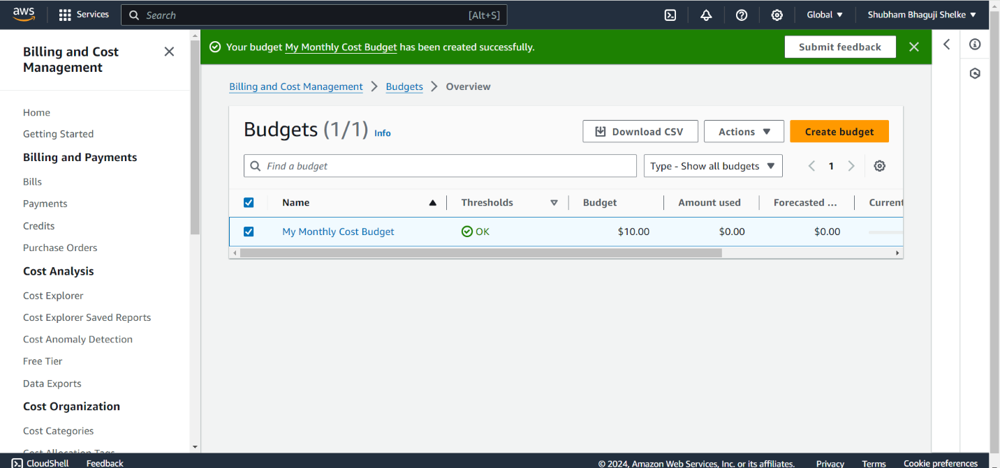 aws Services Search [Alt+S] Global Shubham Bhaguji Shelke
Billing and Cost
Management
Home
Getting Started
Billing and Payments
Bills
Payments
Credits
Purchase Orders
Cost Analysis
Cost Explorer
Cost Explorer Saved Reports
Cost Anomaly Detection
Free Tier
Data Exports
Cost Organization
Cost Categories
Cost Allocation Tags
Your budget My Monthly Cost Budget has been created successfully. Submit feedback
Billing and Cost Management Budgets Overview
Budgets (1/1) Info Download CSV Actions Create budget
Find a budget Type - Show all budgets 1
Name Thresholds Budget Amount used Forecasted ... Current
My Monthly Cost Budget OK $10.00 $0.00 $0.00
CloudShell Feedback © 2024, Amazon Web Services, Inc. or its affiliates. Privacy Terms Cookie preferences